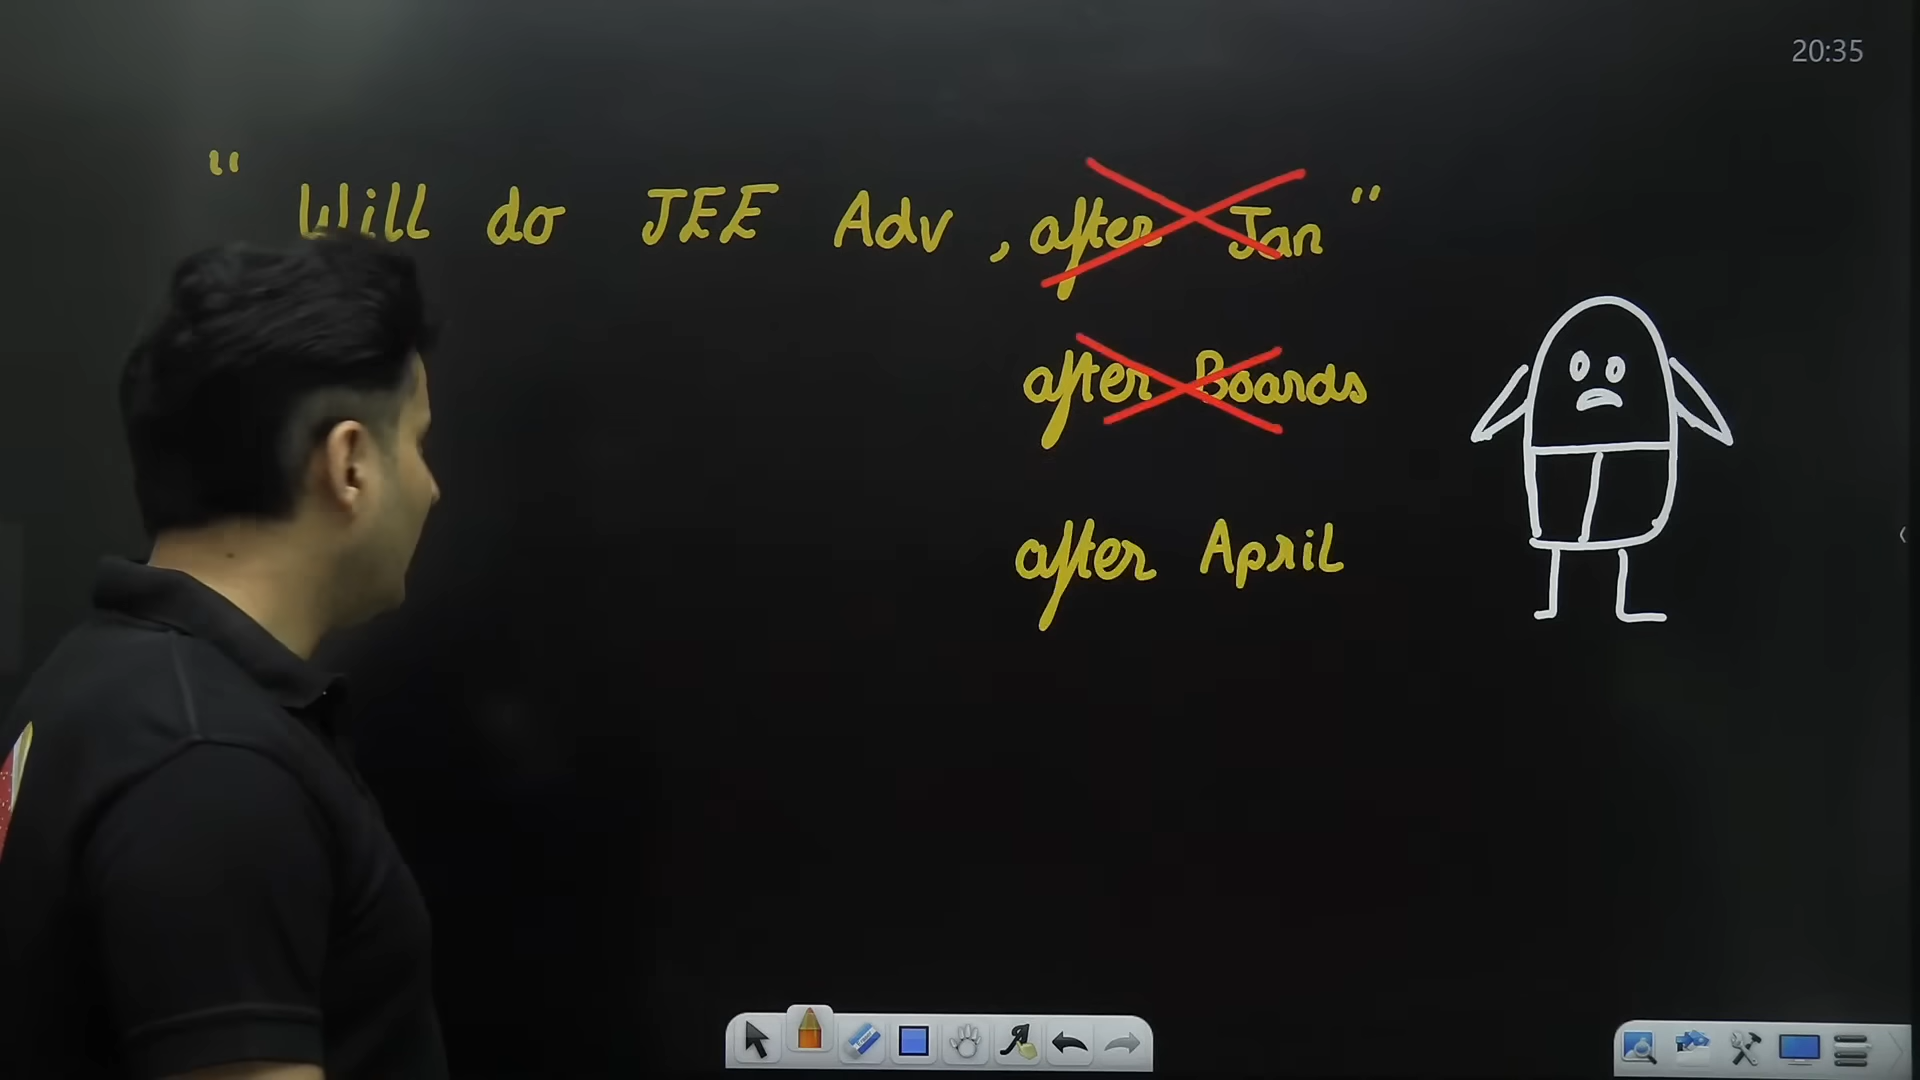 20:35
" Will do JEE Adv , after Jan "
after Boards
after April